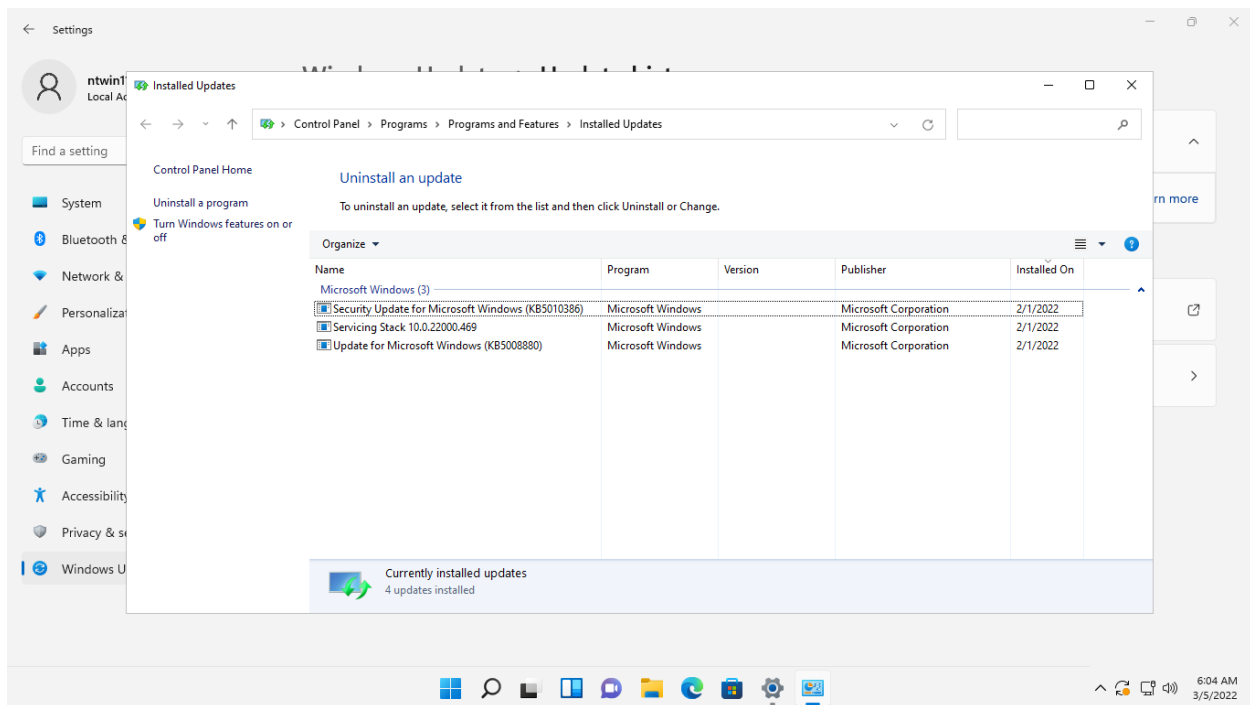 Settings
ntwin1
Local Ac
Find a setting
System
Bluetooth &
Network &
Personalizat
Apps
Accounts
Time & lang
Gaming
Accessibility
Privacy & se
Windows U
Installed Updates
Control Panel > Programs > Programs and Features > Installed Updates
Control Panel Home
Uninstall a program
Turn Windows features on or
off
Uninstall an update
To uninstall an update, select it from the list and then click Uninstall or Change.
Organize
Name Program Version Publisher Installed On
Microsoft Windows (3)
Security Update for Microsoft Windows (KB5010386) Microsoft Windows Microsoft Corporation 2/1/2022
Servicing Stack 10.0.22000.469 Microsoft Windows Microsoft Corporation 2/1/2022
Update for Microsoft Windows (KB5008880) Microsoft Windows Microsoft Corporation 2/1/2022
Currently installed updates
4 updates installed
rn more
6:04 AM
3/5/2022